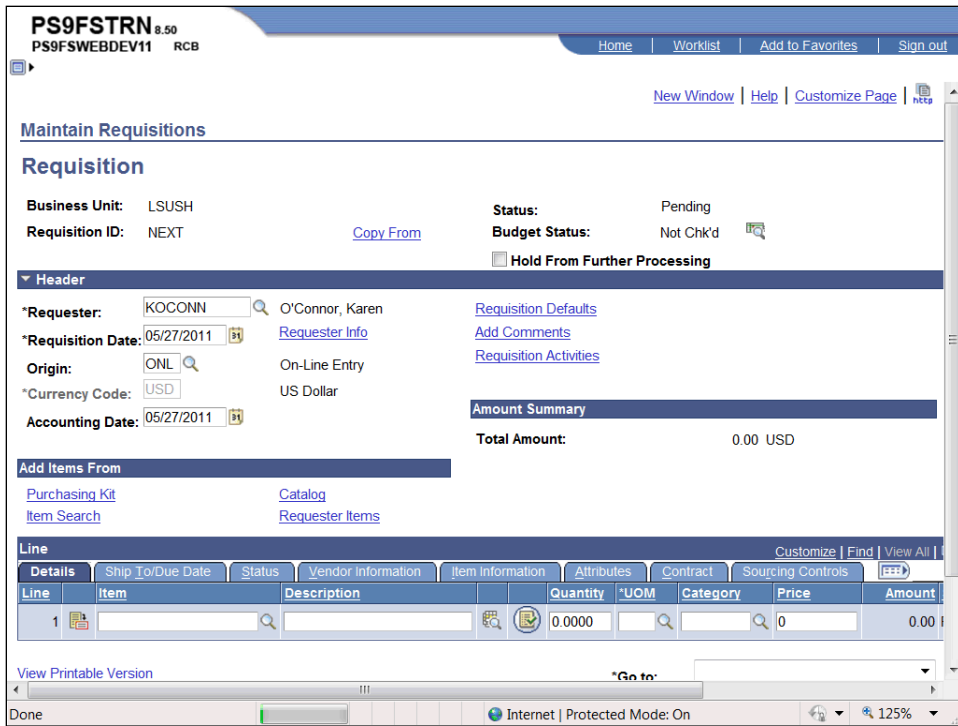 PS9FSTRN 8.50
PS9FSWEBDEV11 RCB
Home | Worklist | Add to Favorites | Sign out
New Window | Help | Customize Page | http
Maintain Requisitions
Requisition
Business Unit: LSUSH Status: Pending
Requisition ID: NEXT Copy From Budget Status: Not Chk'd
Hold From Further Processing
Header
*Requester: KOCONN O'Connor, Karen Requisition Defaults
*Requisition Date: 05/27/2011 31 Requester Info Add Comments
Origin: ONL On-Line Entry Requisition Activities
*Currency Code: USD US Dollar
Accounting Date: 05/27/2011 31 Amount Summary
Total Amount: 0.00 USD
Add Items From
Purchasing Kit Catalog
Item Search Requester Items
Line Customize | Find | View All |
Details Ship To/Due Date Status Vendor Information Item Information Attributes Contract Sourcing Controls
Line Item Description Quantity *UOM Category Price Amount
1 0.0000 0 0.00
View Printable Version *Go to:
Done Internet | Protected Mode: On 125%